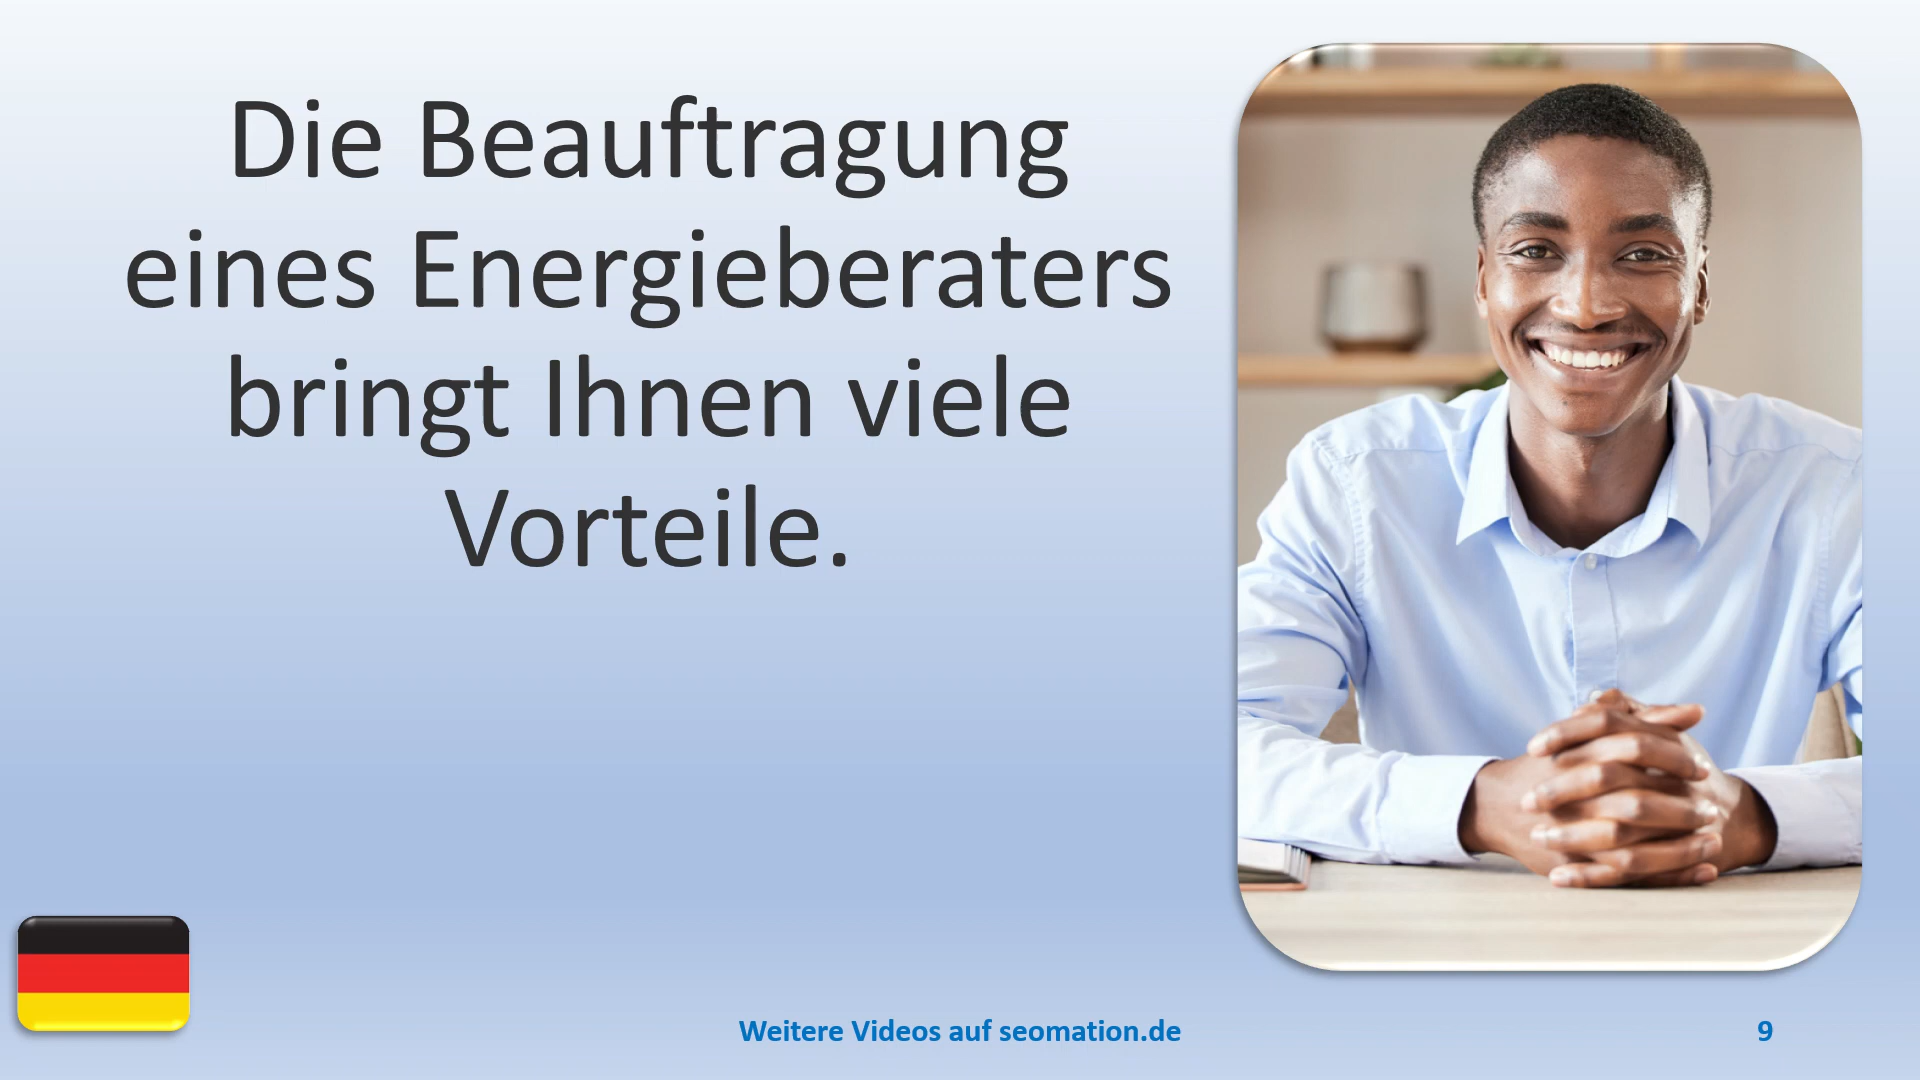 Die Beauftragung
eines Energieberaters
bringt Ihnen viele
Vorteile.
Weitere Videos auf seomation.de
9